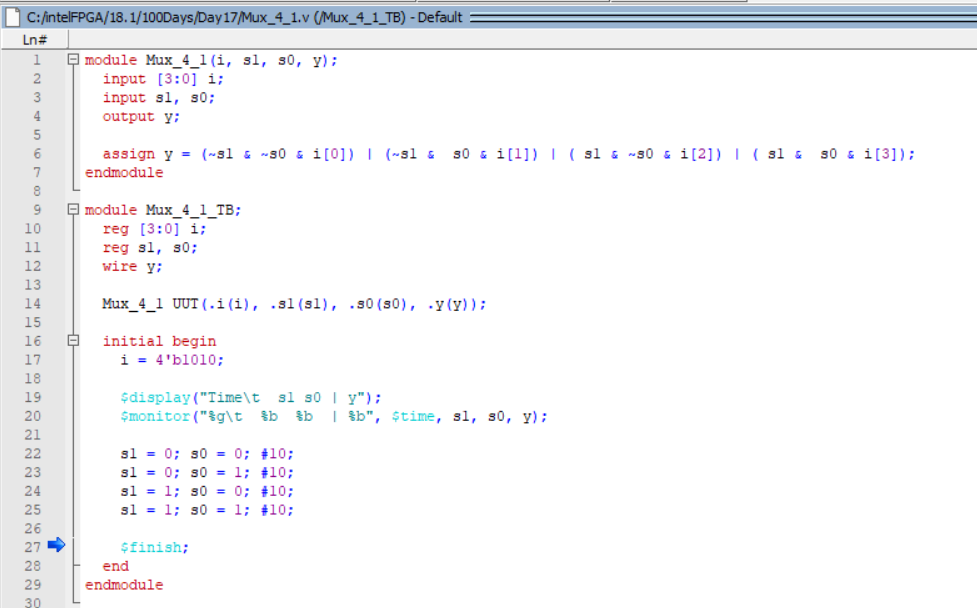 C:/intelFPGA/18.1/100Days/Day17/Mux_4_1.v (/Mux_4_1_TB) - Default
Ln#
1 module Mux_4_1(i, s1, s0, y);
2 input [3:0] i;
3 input s1, s0;
4 output y;
5
6 assign y = (~s1 & ~s0 & i[0]) | (~s1 &  s0 & i[1]) | ( s1 & ~s0 & i[2]) | ( s1 &  s0 & i[3]);
7 endmodule
8
9 module Mux_4_1_TB;
10 reg [3:0] i;
11 reg s1, s0;
12 wire y;
13
14 Mux_4_1 UUT(.i(i), .s1(s1), .s0(s0), .y(y));
15
16 initial begin
17 i = 4'b1010;
18
19 $display("Time\t  s1 s0 | y");
20 $monitor("%g\t  %b  %b  | %b", $time, s1, s0, y);
21
22 s1 = 0; s0 = 0; #10;
23 s1 = 0; s0 = 1; #10;
24 s1 = 1; s0 = 0; #10;
25 s1 = 1; s0 = 1; #10;
26
27 $finish;
28 end
29 endmodule
30